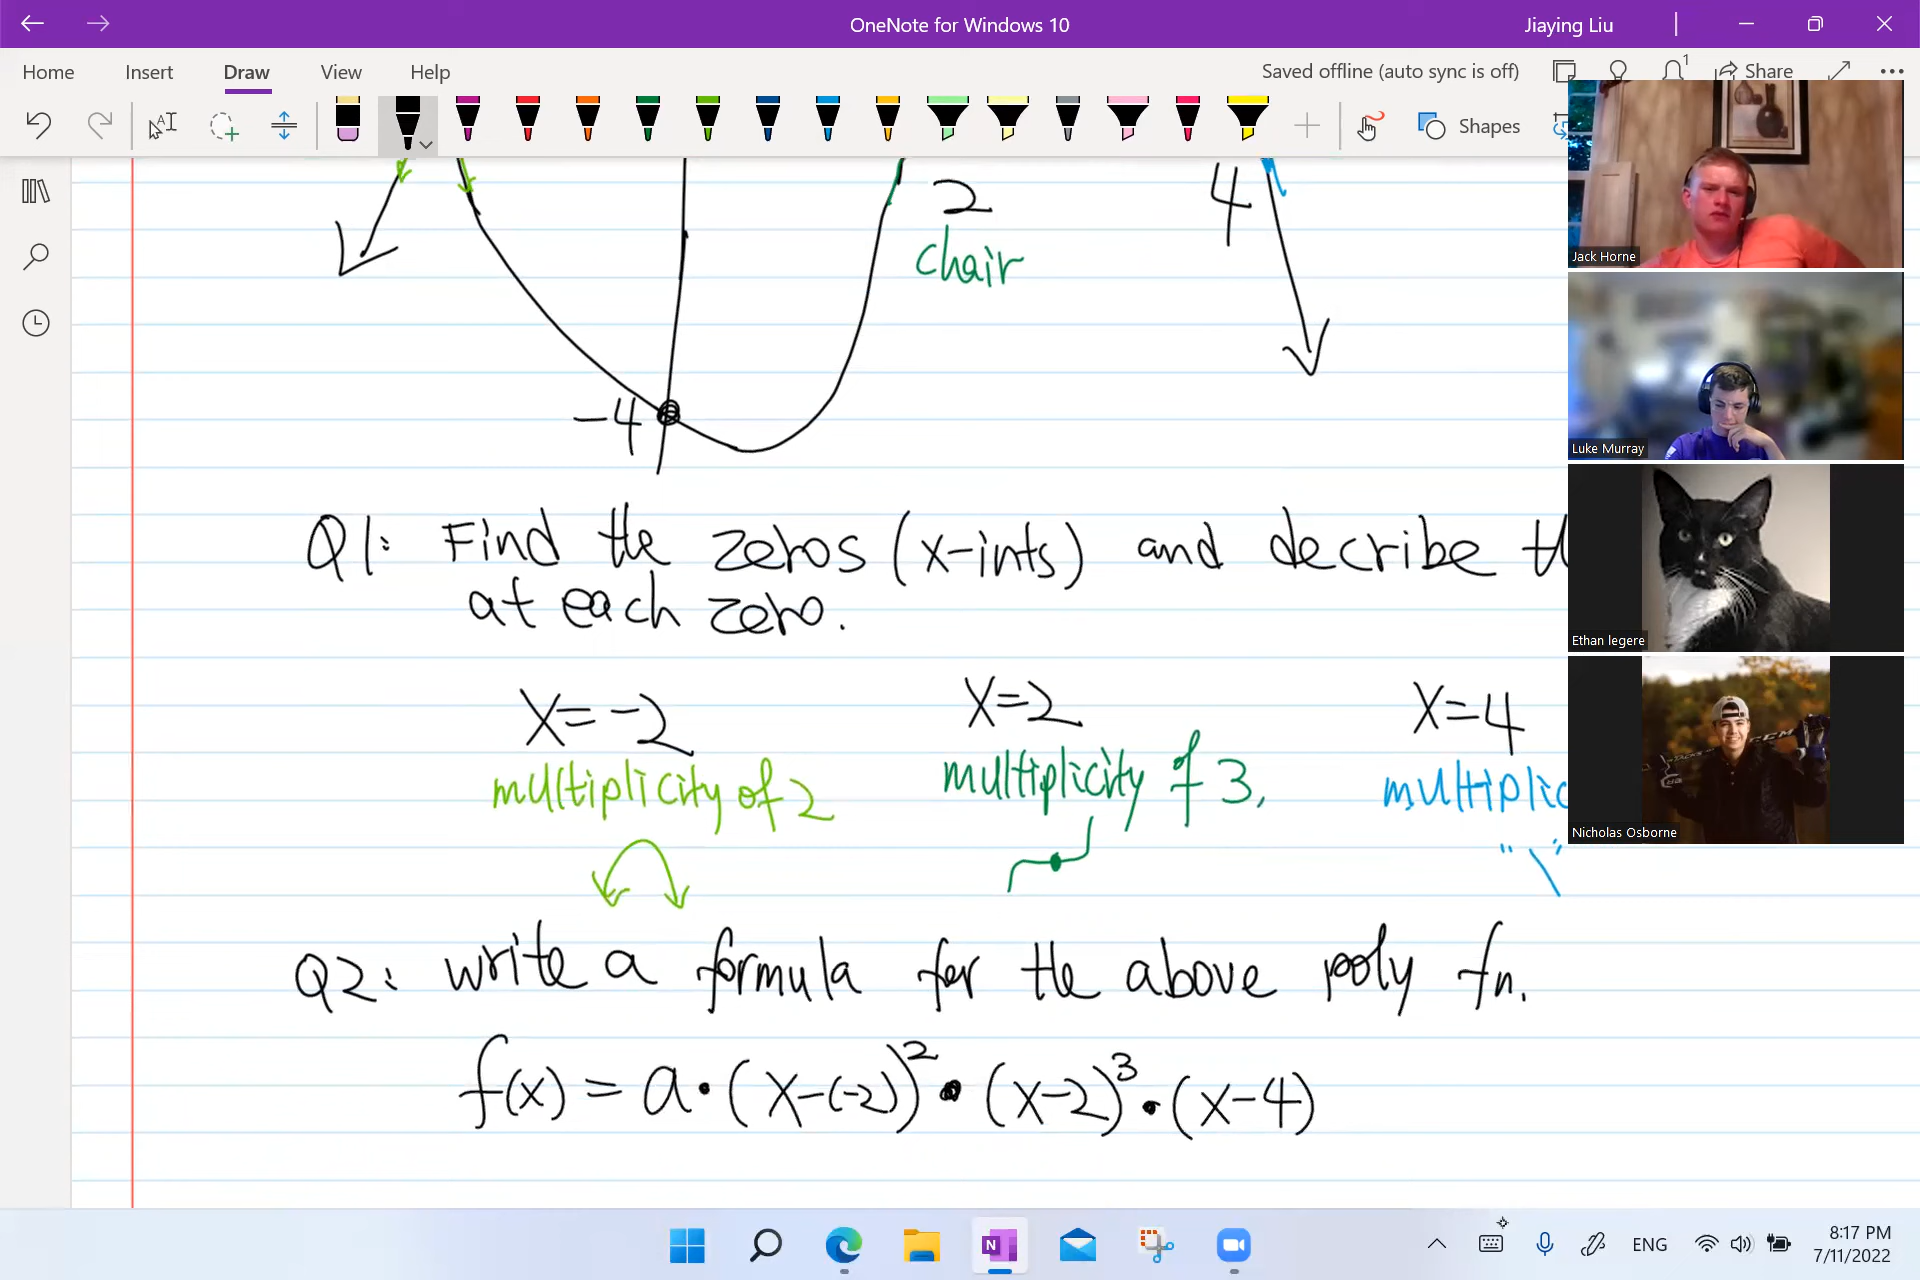 OneNote for Windows 10
Jiaying Liu
Home Insert Draw View Help
Saved offline (auto sync is off)
1
Share
Shapes
2
4
chair
-4
Jack Horne
Luke Murray
Ethan legere
Nicholas Osborne
Q1: Find the zeros (x-ints) and decribe
at each zero.
X=-2 X=2 X=4
multiplicity of 2 multiplicity of 3, multiplic
"\"
Q2: write a formula for the above poly fn.
f(x) = a·(x-(-2))²·(x-2)³·(x-4)
ENG
8:17 PM
7/11/2022